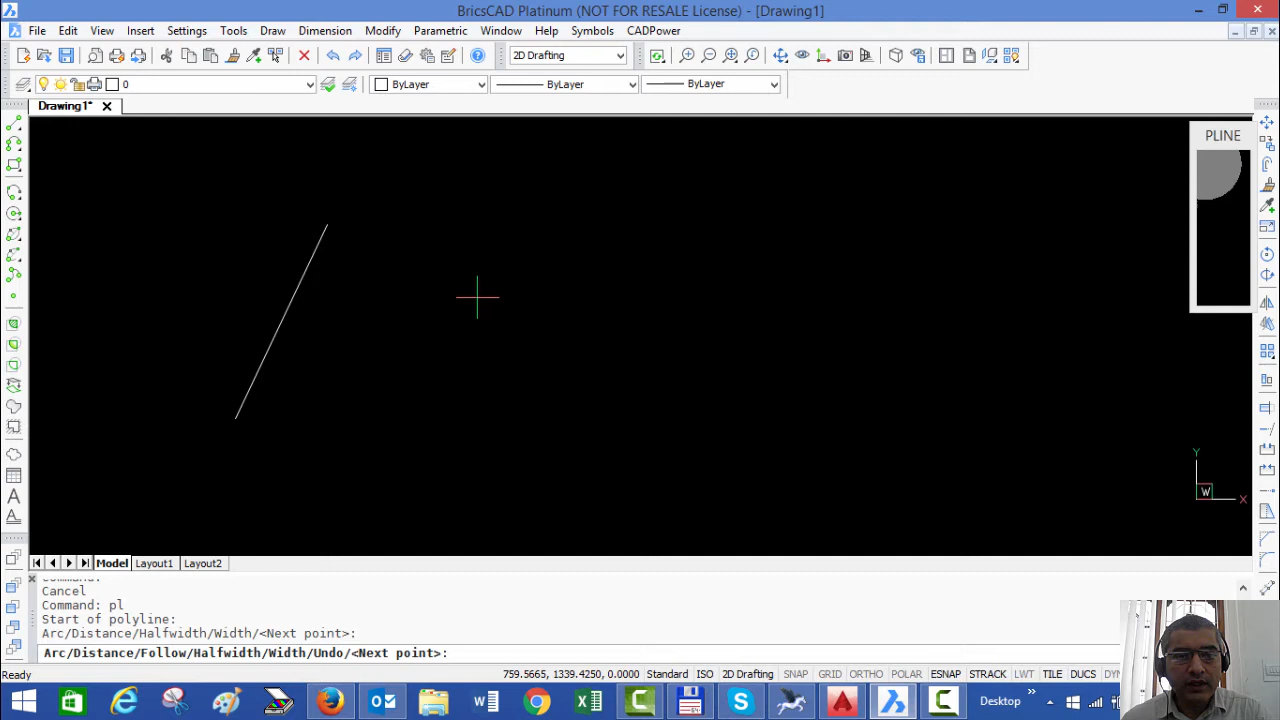 BricsCAD Platinum (NOT FOR RESALE License) - [Drawing1]
File Edit View Insert Settings Tools Draw Dimension Modify Parametric Window Help Symbols CADPower
2D Drafting
0 ByLayer ByLayer ByLayer
Drawing1*
PLINE
Y
W X
Model Layout1 Layout2
Command:
Cancel
Command: pl
Start of polyline:
Arc/Distance/Halfwidth/Width/<Next point>:
Arc/Distance/Follow/Halfwidth/Width/Undo/<Next point>:
Ready 759.5665, 1339.4250, 0.0000 Standard ISO 2D Drafting SNAP GRID ORTHO POLAR ESNAP STRACK LWT TILE DUCS DYN
Desktop